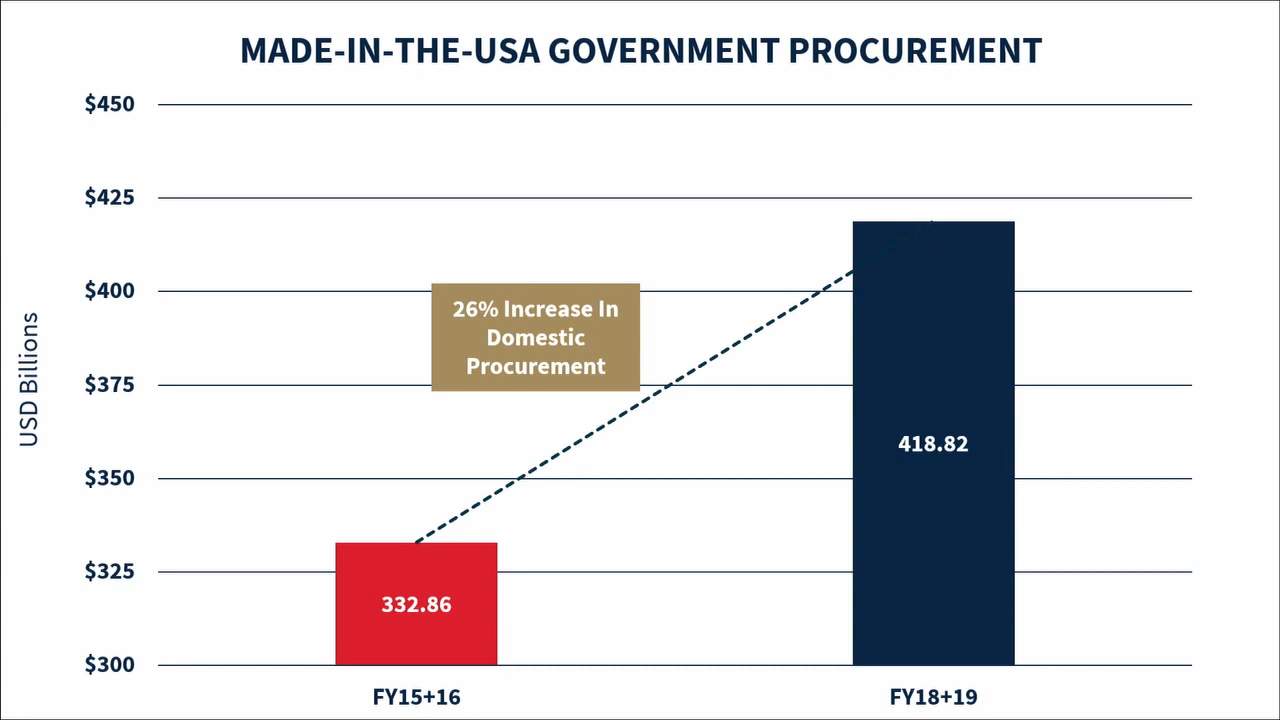 MADE-IN-THE-USA GOVERNMENT PROCUREMENT
$450
$425
$400
$375
$350
$325
$300
USD Billions
26% Increase In
Domestic
Procurement
418.82
332.86
FY15+16
FY18+19